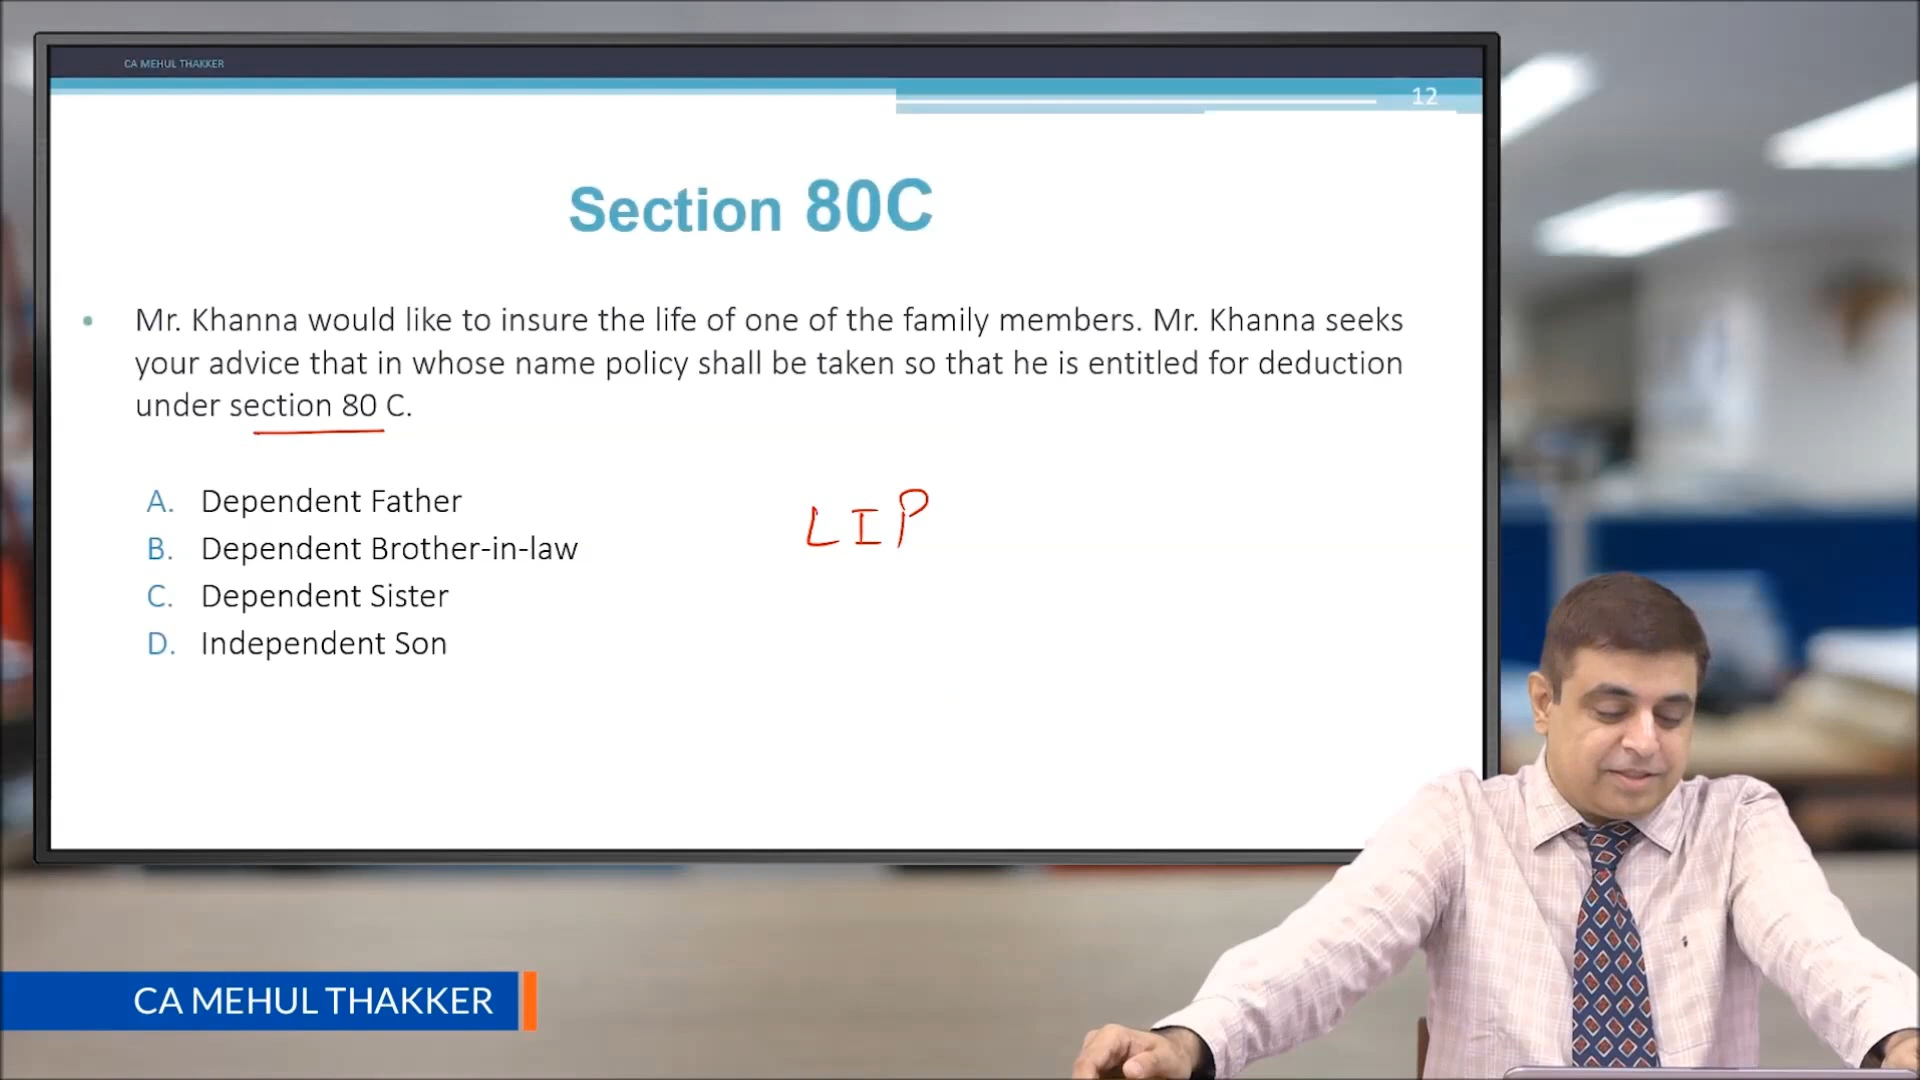 CA MEHUL THAKKER
12
Section 80C
• Mr. Khanna would like to insure the life of one of the family members. Mr. Khanna seeks
your advice that in whose name policy shall be taken so that he is entitled for deduction
under section 80 C.
A. Dependent Father
B. Dependent Brother-in-law
C. Dependent Sister
D. Independent Son
LIP
CA MEHUL THAKKER